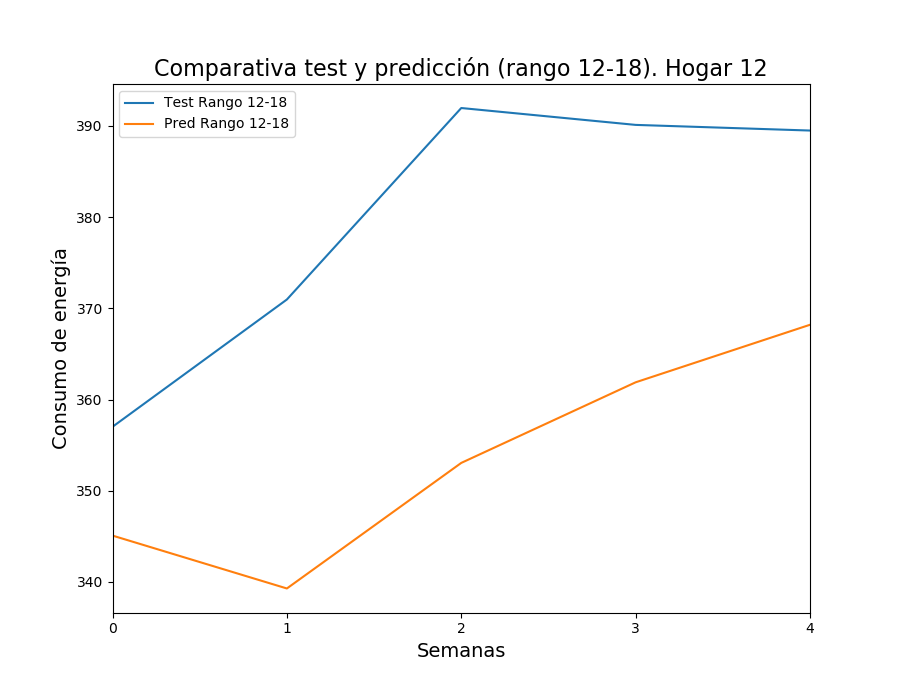 Comparativa test y predicción (rango 12-18). Hogar 12
Test Rango 12-18
Pred Rango 12-18
Consumo de energía
390
380
370
360
350
340
0 1 2 3 4
Semanas